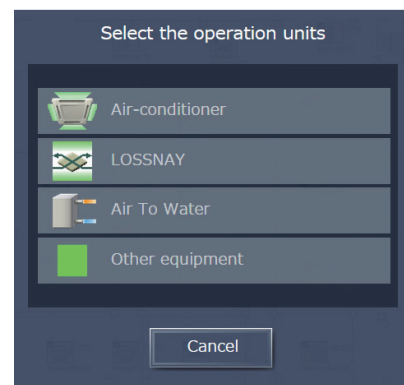 Select the operation units
Air-conditioner
LOSSNAY
Air To Water
Other equipment
Cancel